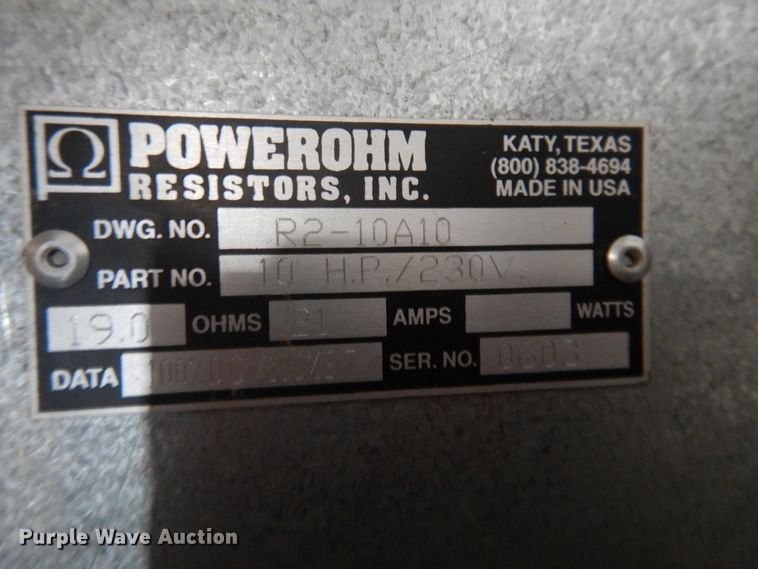 Ω POWEROHM
RESISTORS, INC.
KATY, TEXAS
(800) 838-4694
MADE IN USA
DWG. NO. R2-10A10
PART NO. 10 H.P./230V.
19.0 OHMS 21 AMPS WATTS
DATA SER. NO. 0603
Purple Wave Auction